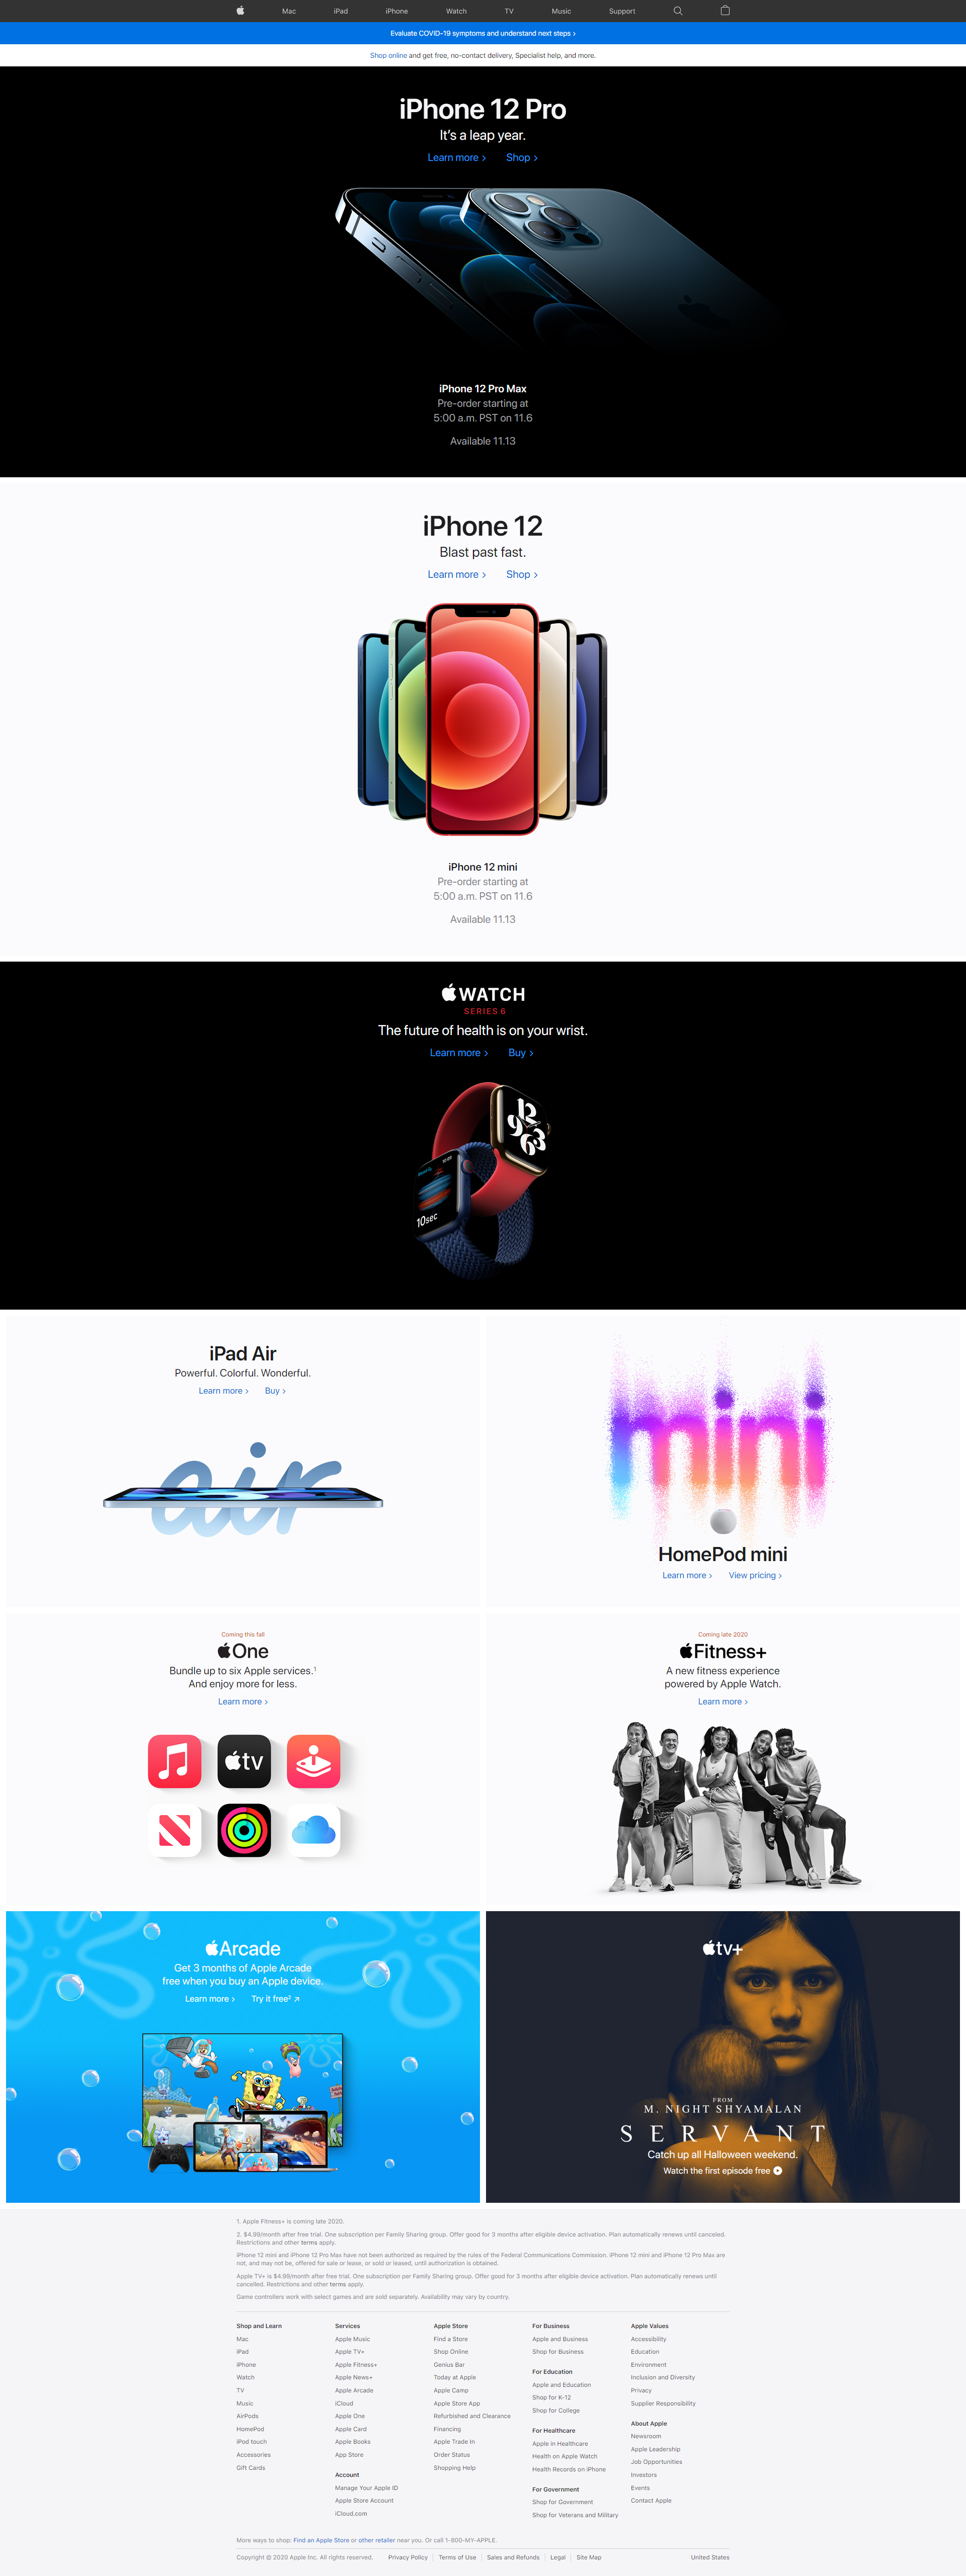 Mac iPad iPhone Watch TV Music Support
Evaluate COVID-19 symptoms and understand next steps >
Shop online and get free, no-contact delivery, Specialist help, and more.
iPhone 12 Pro
It’s a leap year.
Learn more > Shop >
iPhone 12 Pro Max
Pre-order starting at
5:00 a.m. PST on 11.6
Available 11.13
iPhone 12
Blast past fast.
Learn more > Shop >
iPhone 12 mini
Pre-order starting at
5:00 a.m. PST on 11.6
Available 11.13
WATCH
SERIES 6
The future of health is on your wrist.
Learn more > Buy >
12
9 3
6
10sec
iPad Air
Powerful. Colorful. Wonderful.
Learn more > Buy >
air
mini
HomePod mini
Learn more > View pricing >
Coming this fall
One
Bundle up to six Apple services.¹
And enjoy more for less.
Learn more >
tv
Coming late 2020
Fitness+
A new fitness experience
powered by Apple Watch.
Learn more >
Arcade
Get 3 months of Apple Arcade
free when you buy an Apple device.
Learn more > Try it free² ↗
tv+
FROM
M. NIGHT SHYAMALAN
SERVANT
Catch up all Halloween weekend.
Watch the first episode free
1. Apple Fitness+ is coming late 2020.
2. $4.99/month after free trial. One subscription per Family Sharing group. Offer good for 3 months after eligible device activation. Plan automatically renews until canceled.
Restrictions and other terms apply.
iPhone 12 mini and iPhone 12 Pro Max have not been authorized as required by the rules of the Federal Communications Commission. iPhone 12 mini and iPhone 12 Pro Max are
not, and may not be, offered for sale or lease, or sold or leased, until authorization is obtained.
Apple TV+ is $4.99/month after free trial. One subscription per Family Sharing group. Offer good for 3 months after eligible device activation. Plan automatically renews until
cancelled. Restrictions and other terms apply.
Game controllers work with select games and are sold separately. Availability may vary by country.
Shop and Learn
Mac
iPad
iPhone
Watch
TV
Music
AirPods
HomePod
iPod touch
Accessories
Gift Cards
Services
Apple Music
Apple TV+
Apple Fitness+
Apple News+
Apple Arcade
iCloud
Apple One
Apple Card
Apple Books
App Store
Account
Manage Your Apple ID
Apple Store Account
iCloud.com
Apple Store
Find a Store
Shop Online
Genius Bar
Today at Apple
Apple Camp
Apple Store App
Refurbished and Clearance
Financing
Apple Trade In
Order Status
Shopping Help
For Business
Apple and Business
Shop for Business
For Education
Apple and Education
Shop for K-12
Shop for College
For Healthcare
Apple in Healthcare
Health on Apple Watch
Health Records on iPhone
For Government
Shop for Government
Shop for Veterans and Military
Apple Values
Accessibility
Education
Environment
Inclusion and Diversity
Privacy
Supplier Responsibility
About Apple
Newsroom
Apple Leadership
Job Opportunities
Investors
Events
Contact Apple
More ways to shop: Find an Apple Store or other retailer near you. Or call 1-800-MY-APPLE.
Copyright © 2020 Apple Inc. All rights reserved. Privacy Policy | Terms of Use | Sales and Refunds | Legal | Site Map United States